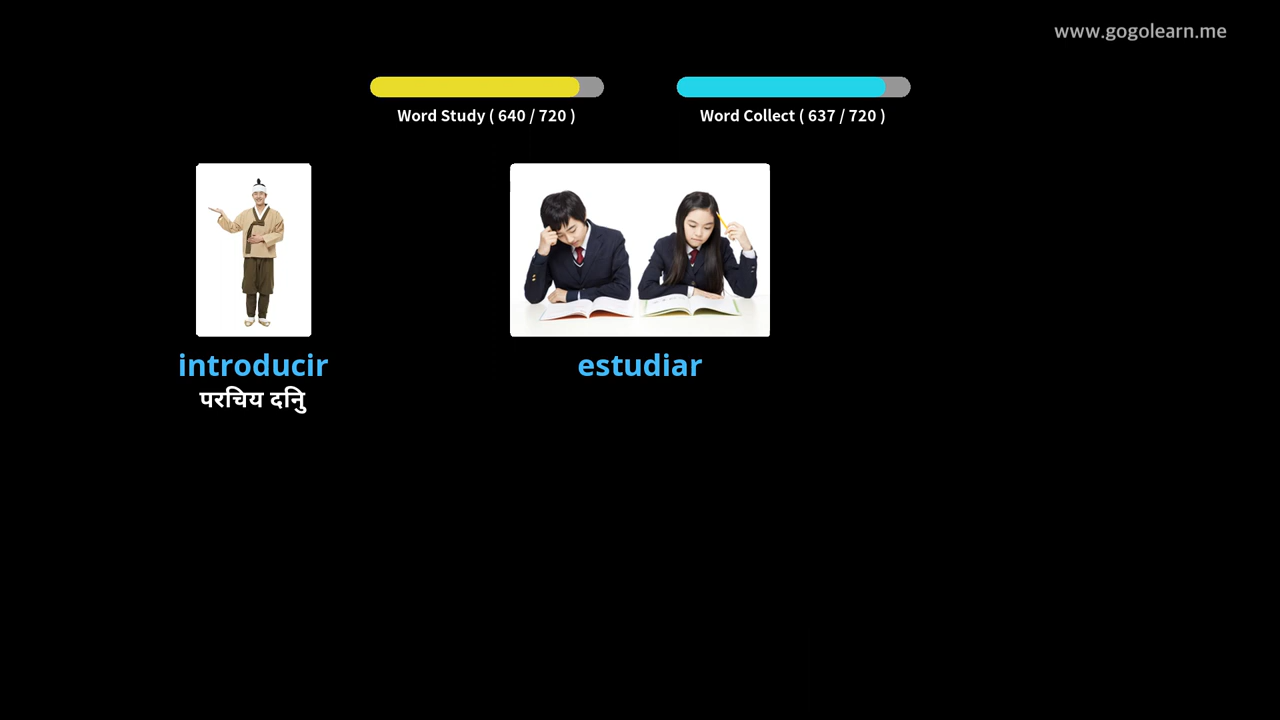 www.gogolearn.me
Word Study ( 640 / 720 )
Word Collect ( 637 / 720 )
introducir
परिचय दिनु
estudiar